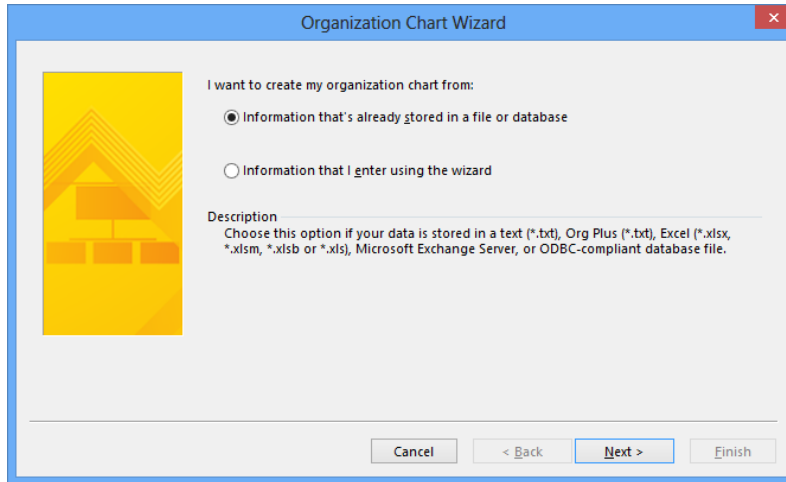 Organization Chart Wizard
I want to create my organization chart from:
Information that's already stored in a file or database
Information that I enter using the wizard
Description
Choose this option if your data is stored in a text (*.txt), Org Plus (*.txt), Excel (*.xlsx,
*.xlsm, *.xlsb or *.xls), Microsoft Exchange Server, or ODBC-compliant database file.
Cancel < Back Next > Finish